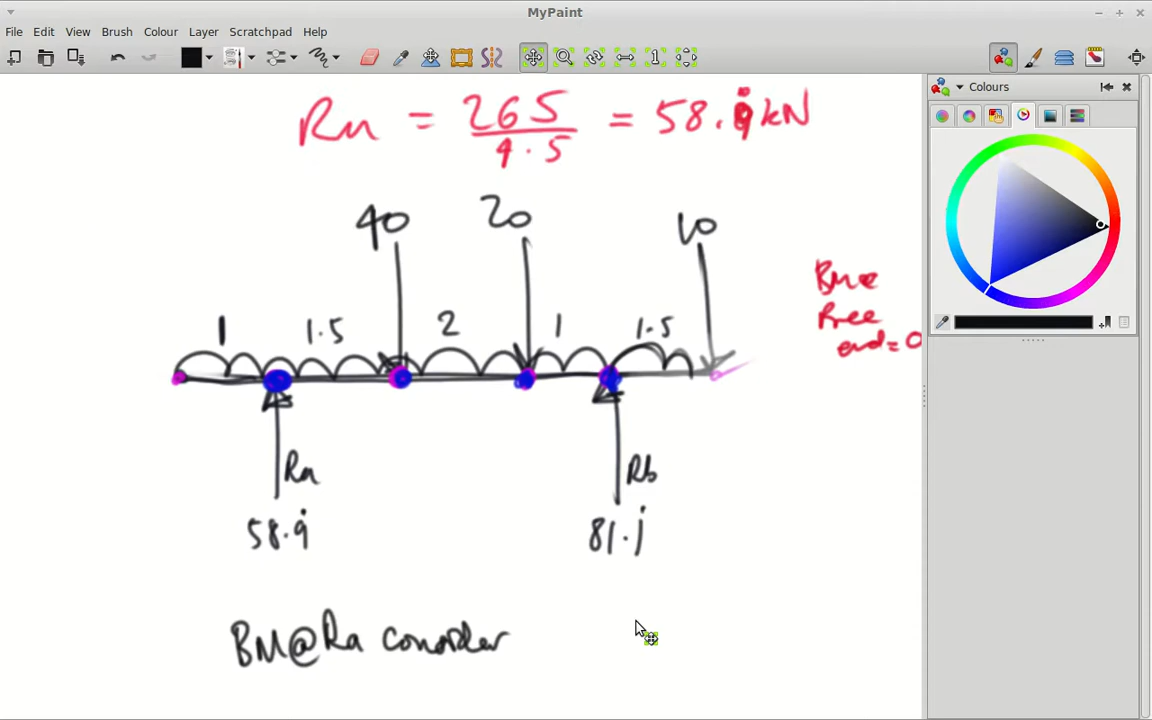 MyPaint
File Edit View Brush Colour Layer Scratchpad Help
Colours
Ra = 265 / 4.5 = 58.9̇ kN
40 20 10
1 1.5 2 1 1.5
BM@
Free
end = 0
Ra Rb
58.9̇ 81.1̇
BM@Ra consider